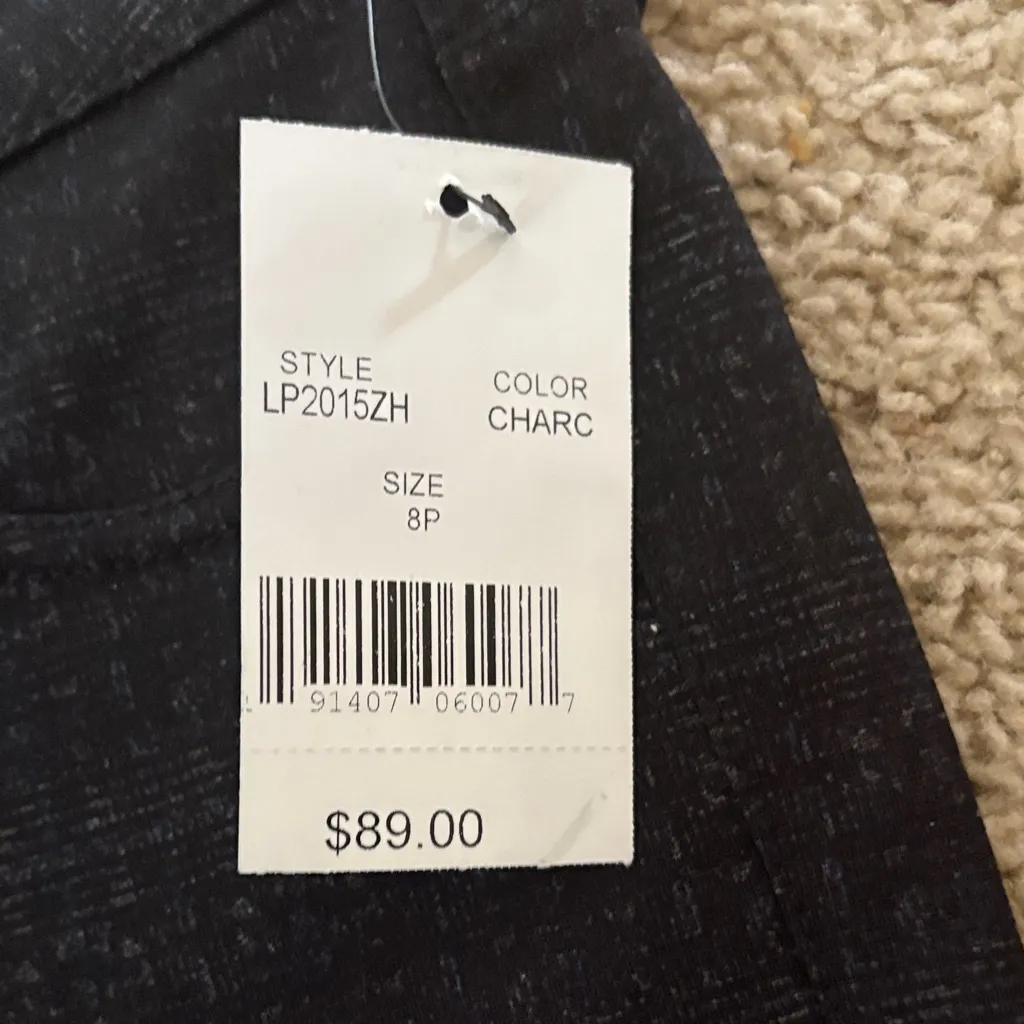 STYLE
LP2015ZH
COLOR
CHARC
SIZE
8P
91407 06007 7
$89.00